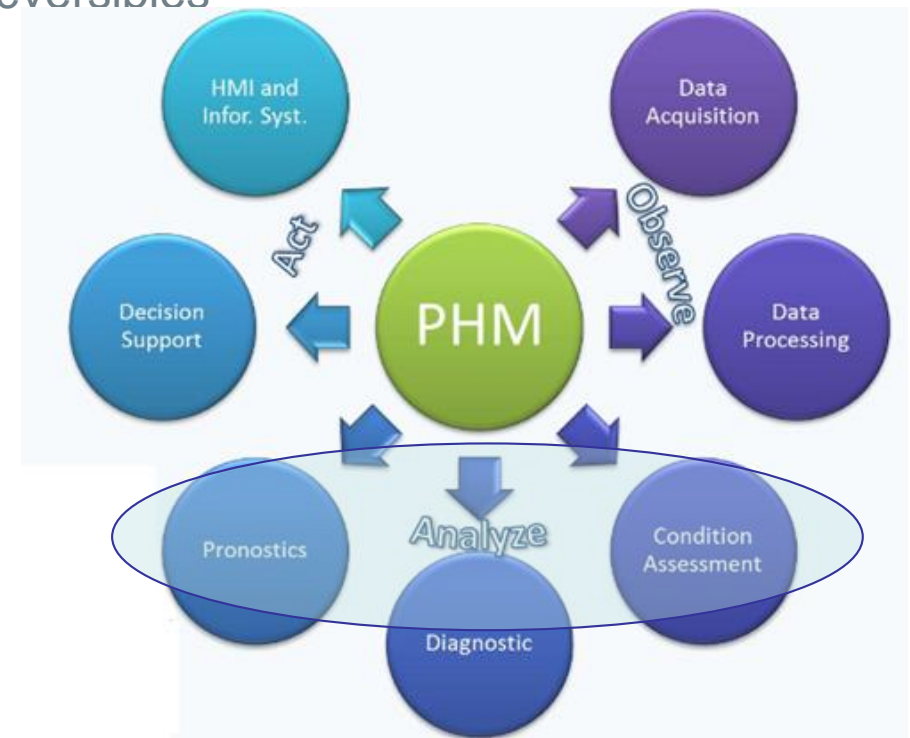 HMI and
Infor. Syst.
Data
Acquisition
Act
Observe
Decision
Support
PHM
Data
Processing
Pronostics
Analyze
Condition
Assessment
Diagnostic